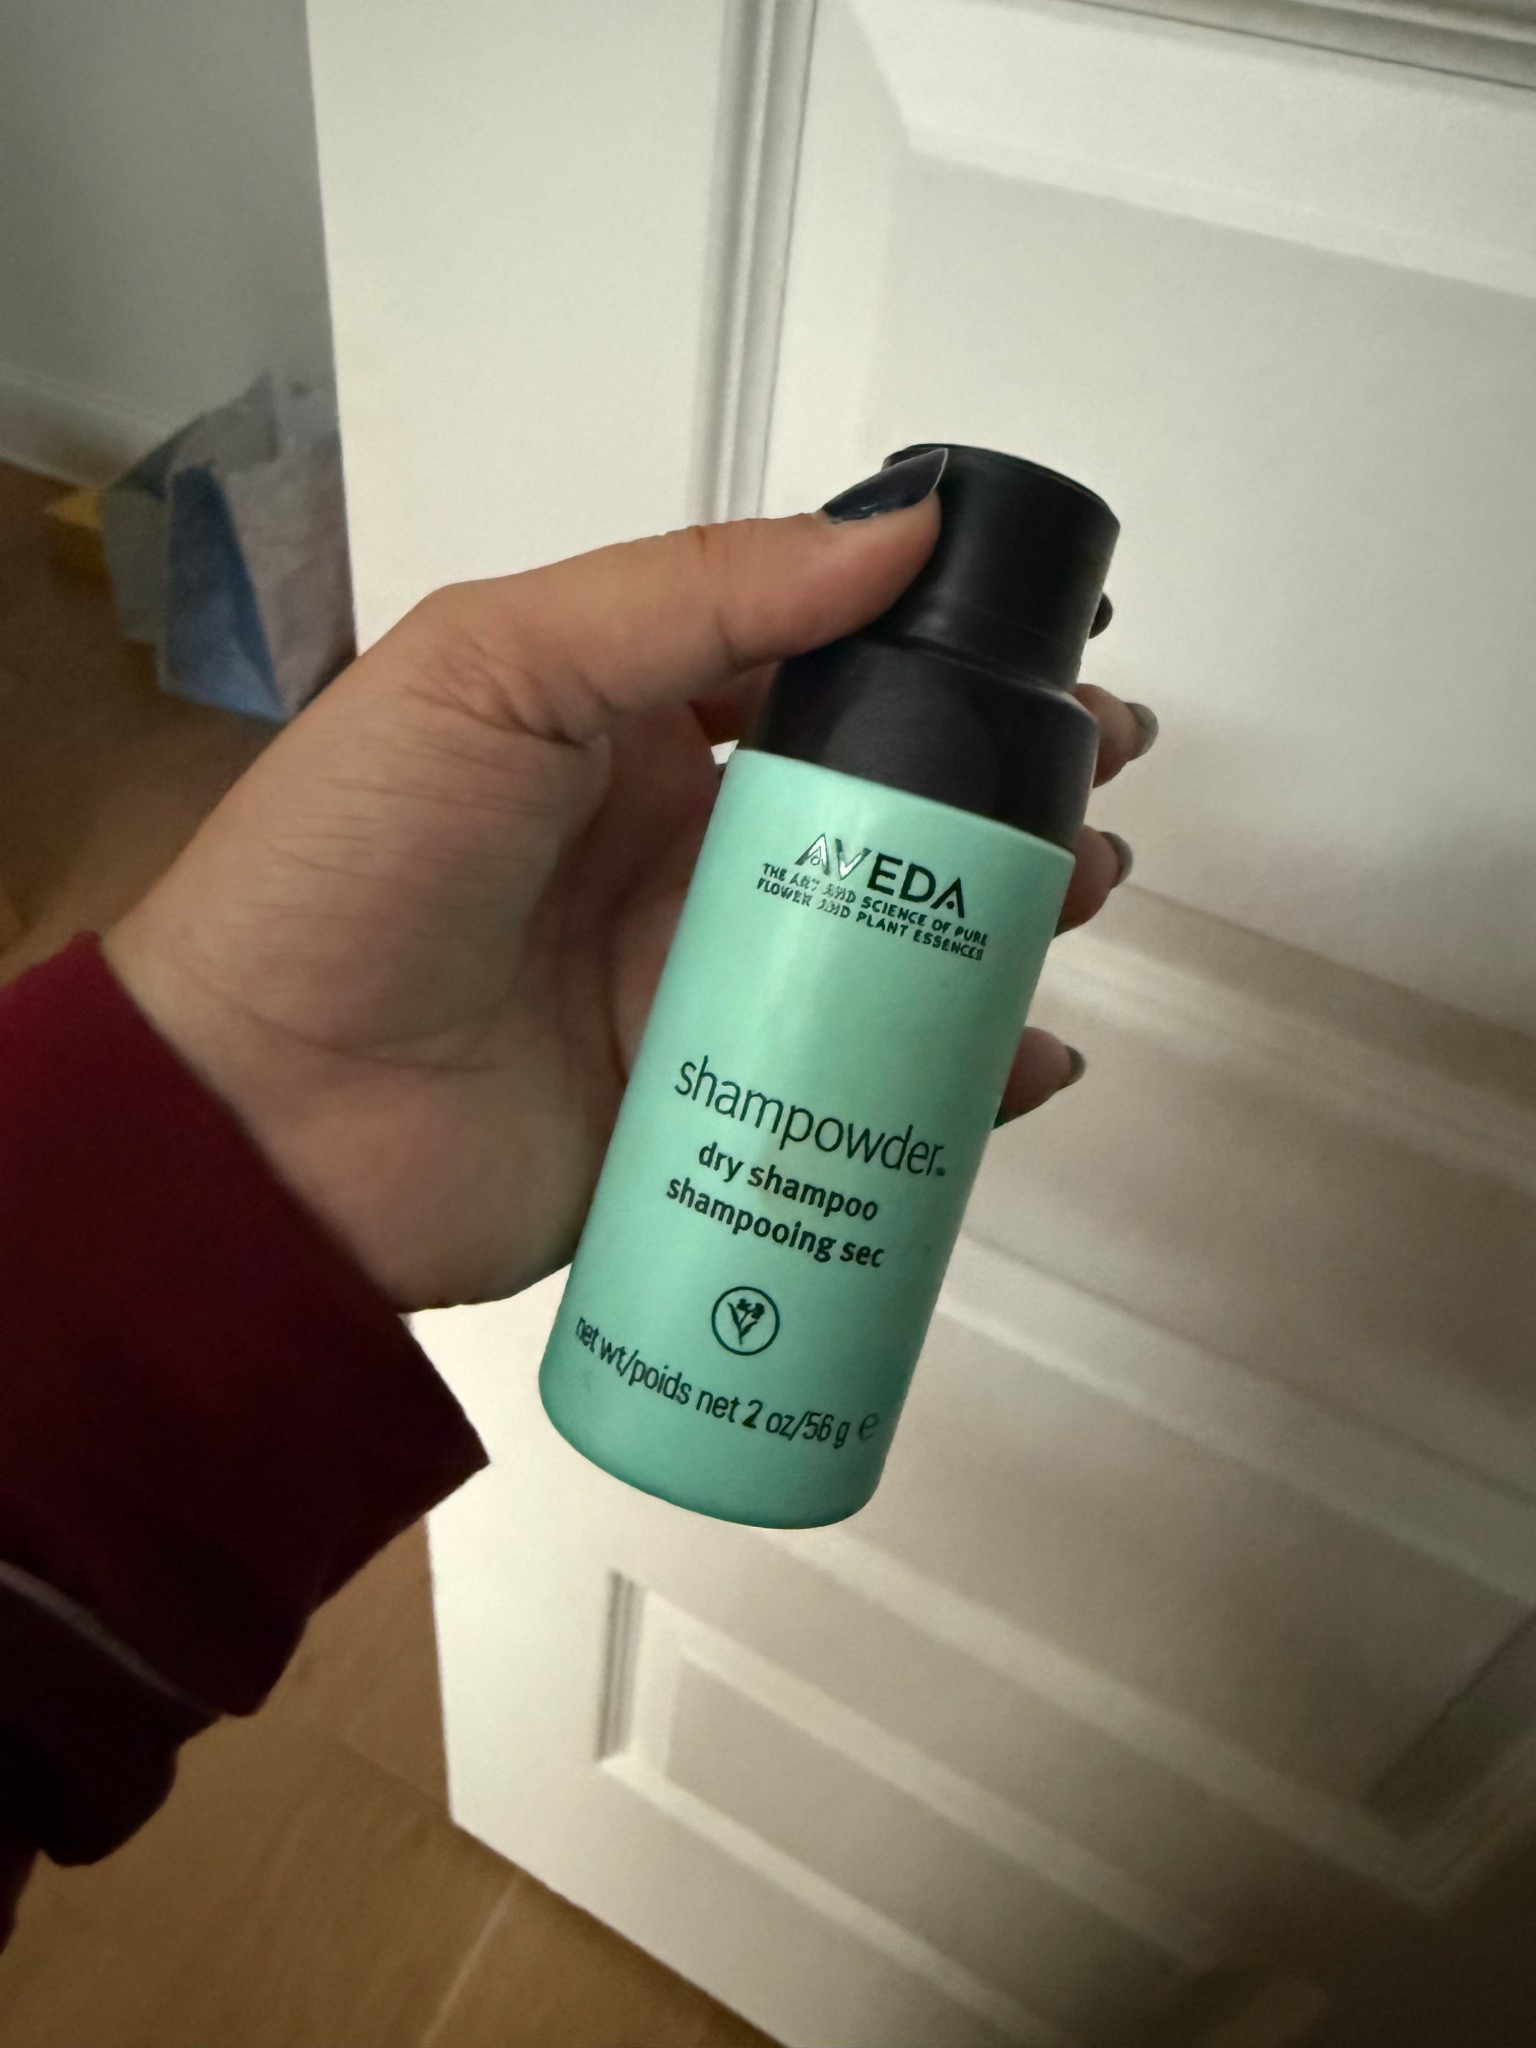 AVEDA
THE ART AND SCIENCE OF PURE
FLOWER AND PLANT ESSENCES
shampowder™
dry shampoo
shampooing sec
net wt/poids net 2 oz/56 g ℮